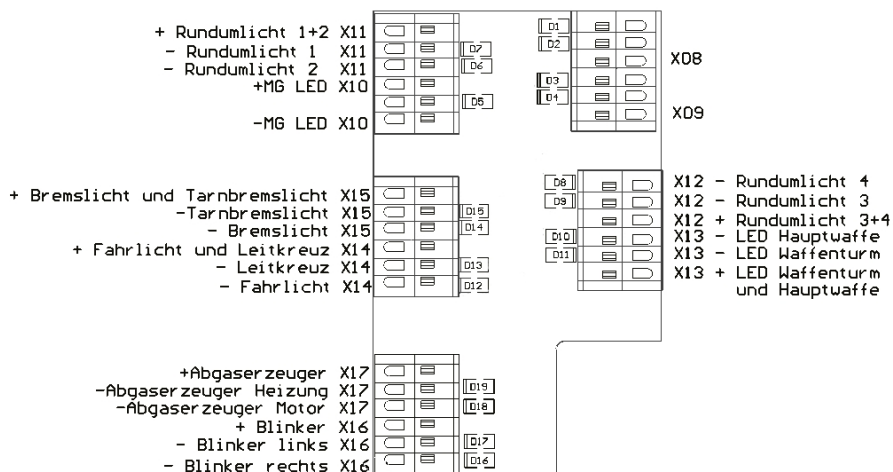 + Rundumlicht 1+2 X11
- Rundumlicht 1 X11
- Rundumlicht 2 X11
+MG LED X10
-MG LED X10
D7
D6
D5
D1
D2
D3
D4
X08
X09
+ Bremslicht und Tarnbremslicht X15
-Tarnbremslicht X15
- Bremslicht X15
+ Fahrlicht und Leitkreuz X14
- Leitkreuz X14
- Fahrlicht X14
D15
D14
D13
D12
D8
D9
D10
D11
X12 - Rundumlicht 4
X12 - Rundumlicht 3
X12 + Rundumlicht 3+4
X13 - LED Hauptwaffe
X13 - LED Waffenturm
X13 + LED Waffenturm
und Hauptwaffe
+Abgaserzeuger X17
-Abgaserzeuger Heizung X17
-Abgaserzeuger Motor X17
+ Blinker X16
- Blinker links X16
- Blinker rechts X16
D19
D18
D17
D16